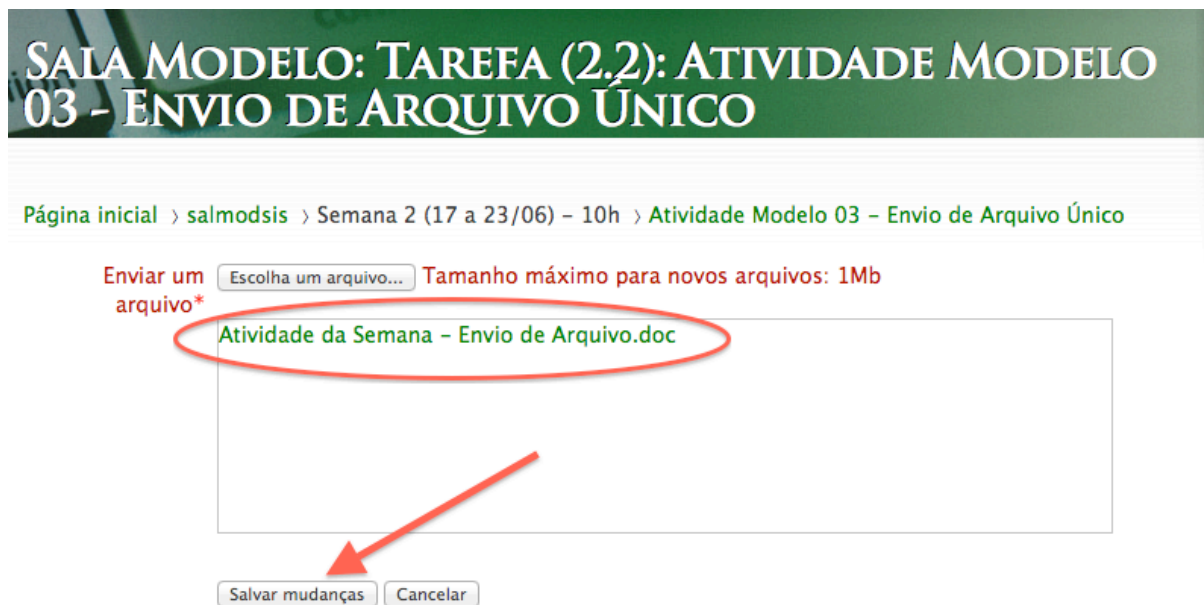 SALA MODELO: TAREFA (2.2): ATIVIDADE MODELO
03 - ENVIO DE ARQUIVO ÚNICO
Página inicial › salmodsis › Semana 2 (17 a 23/06) – 10h › Atividade Modelo 03 – Envio de Arquivo Único
Enviar um Escolha um arquivo... Tamanho máximo para novos arquivos: 1Mb
arquivo*
Atividade da Semana – Envio de Arquivo.doc
Salvar mudanças Cancelar